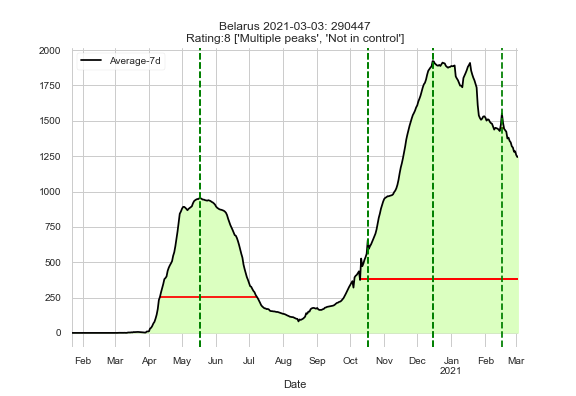 Belarus 2021-03-03: 290447
Rating:8 ['Multiple peaks', 'Not in control']
Average-7d
2000
1750
1500
1250
1000
750
500
250
0
Feb Mar Apr May Jun Jul Aug Sep Oct Nov Dec Jan Feb Mar
2021
Date